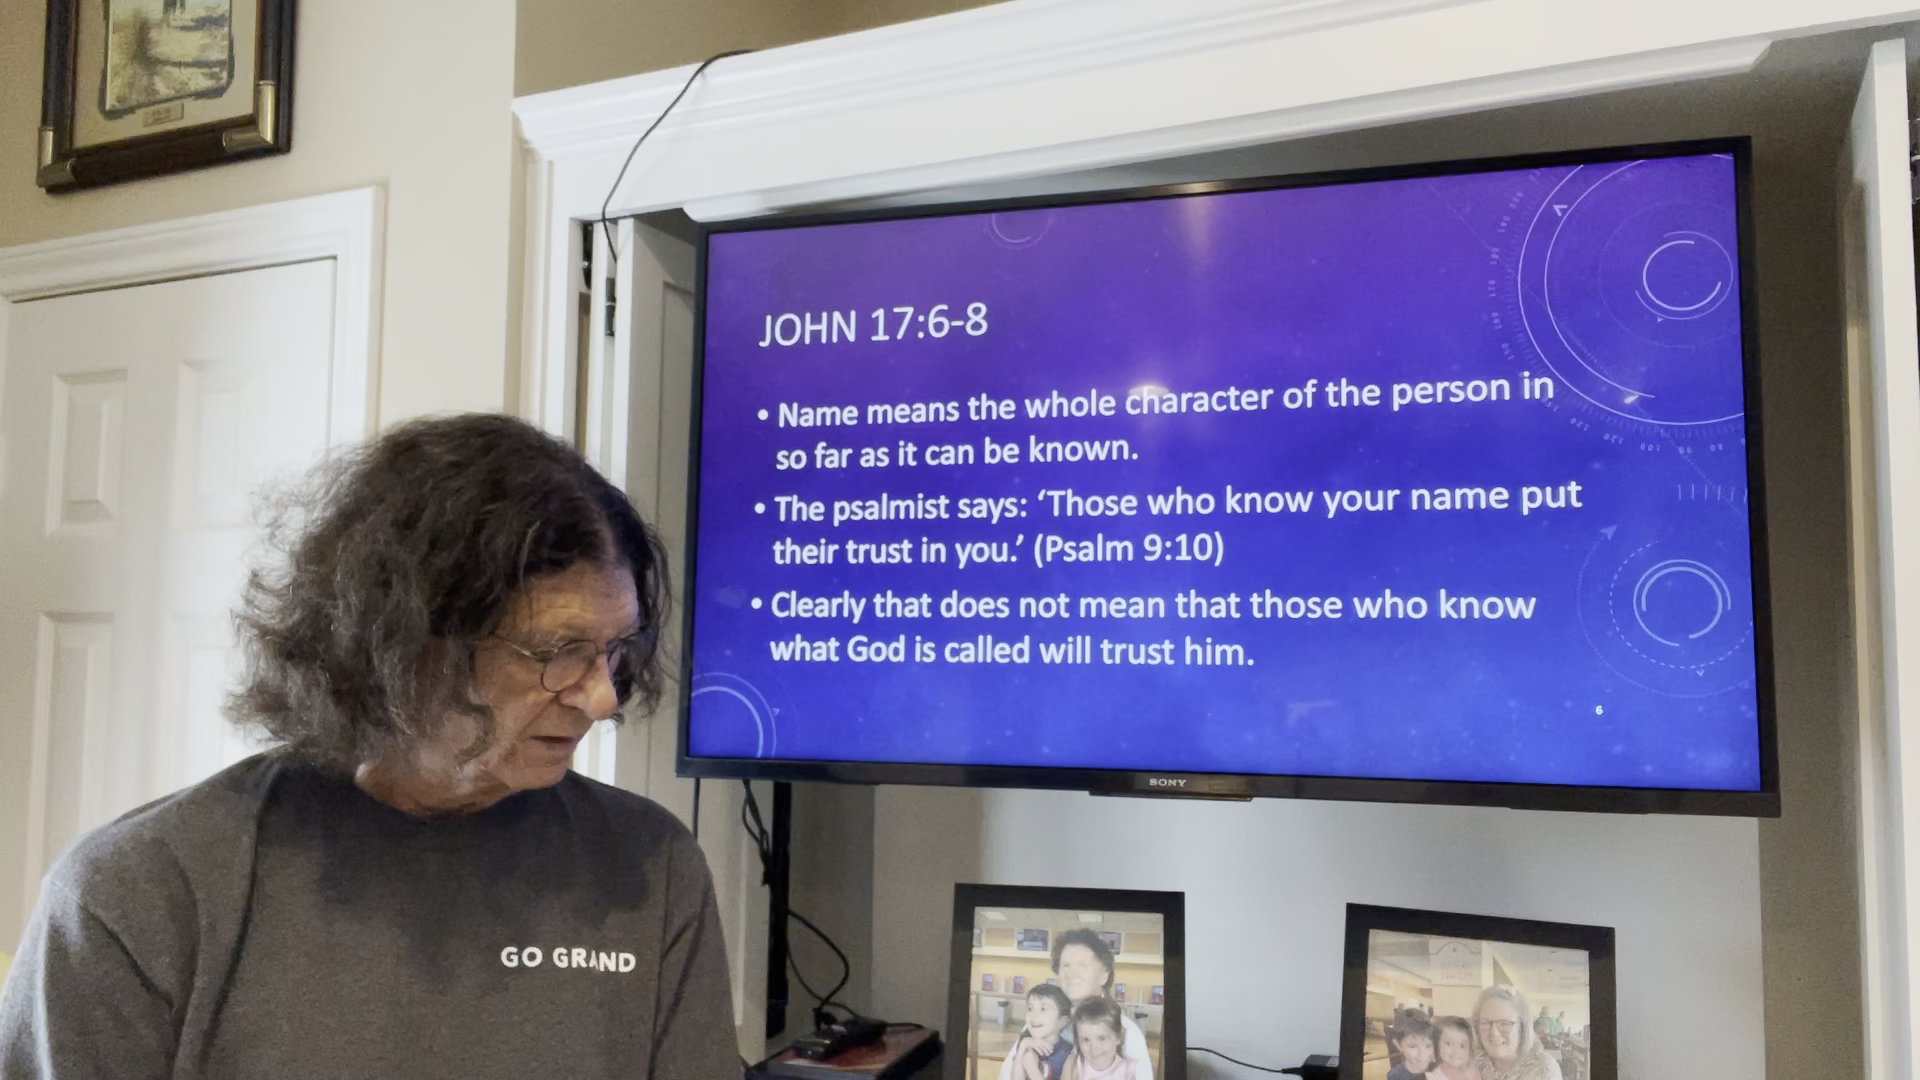 JOHN 17:6-8
• Name means the whole character of the person in
so far as it can be known.
• The psalmist says: ‘Those who know your name put
their trust in you.’ (Psalm 9:10)
• Clearly that does not mean that those who know
what God is called will trust him.
6
SONY
GO GRAND